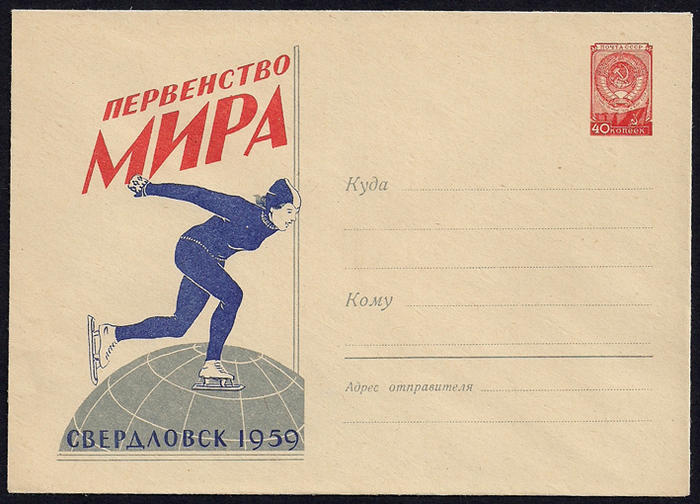 ПЕРВЕНСТВО
МИРА
СВЕРДЛОВСК 1959
ПОЧТА СССР
40 КОПЕЕК
Куда
Кому
Адрес отправителя